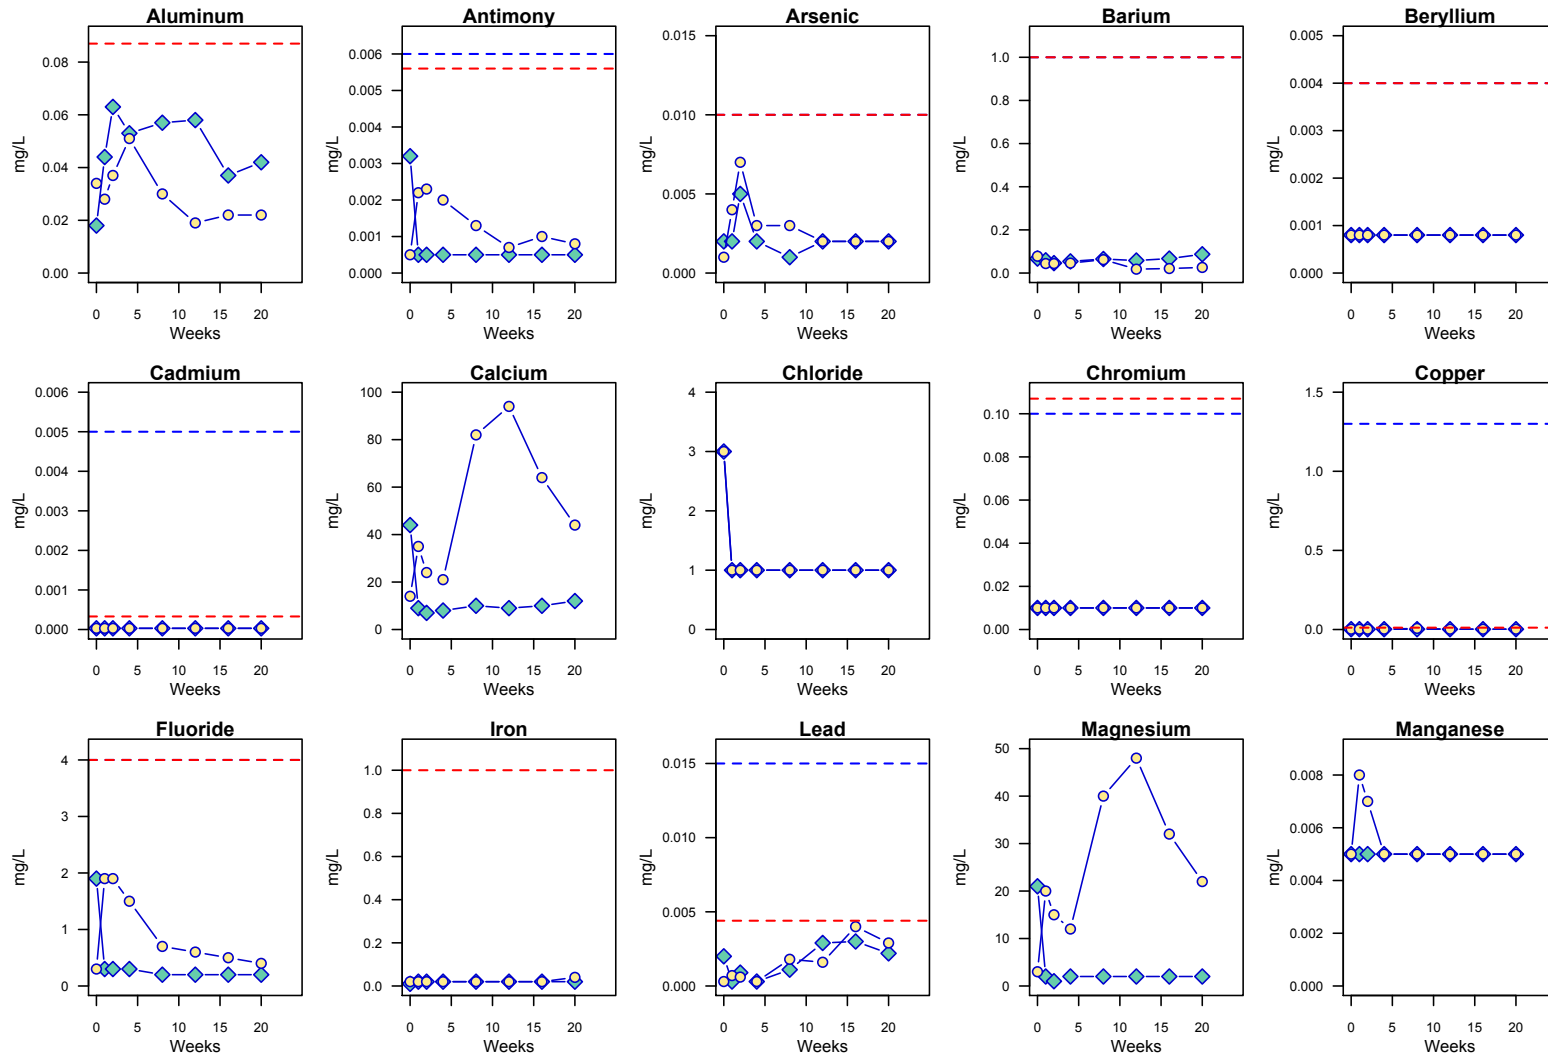 Aluminum
mg/L
0.08
0.06
0.04
0.02
0.00
0 5 10 15 20
Weeks
Antimony
mg/L
0.006
0.005
0.004
0.003
0.002
0.001
0.000
0 5 10 15 20
Weeks
Arsenic
mg/L
0.015
0.010
0.005
0.000
0 5 10 15 20
Weeks
Barium
mg/L
1.0
0.8
0.6
0.4
0.2
0.0
0 5 10 15 20
Weeks
Beryllium
mg/L
0.005
0.004
0.003
0.002
0.001
0.000
0 5 10 15 20
Weeks
Cadmium
mg/L
0.006
0.005
0.004
0.003
0.002
0.001
0.000
0 5 10 15 20
Weeks
Calcium
mg/L
100
80
60
40
20
0
0 5 10 15 20
Weeks
Chloride
mg/L
4
3
2
1
0
0 5 10 15 20
Weeks
Chromium
mg/L
0.10
0.08
0.06
0.04
0.02
0.00
0 5 10 15 20
Weeks
Copper
mg/L
1.5
1.0
0.5
0.0
0 5 10 15 20
Weeks
Fluoride
mg/L
4
3
2
1
0
0 5 10 15 20
Weeks
Iron
mg/L
1.0
0.8
0.6
0.4
0.2
0.0
0 5 10 15 20
Weeks
Lead
mg/L
0.015
0.010
0.005
0.000
0 5 10 15 20
Weeks
Magnesium
mg/L
50
40
30
20
10
0
0 5 10 15 20
Weeks
Manganese
mg/L
0.008
0.006
0.004
0.002
0.000
0 5 10 15 20
Weeks